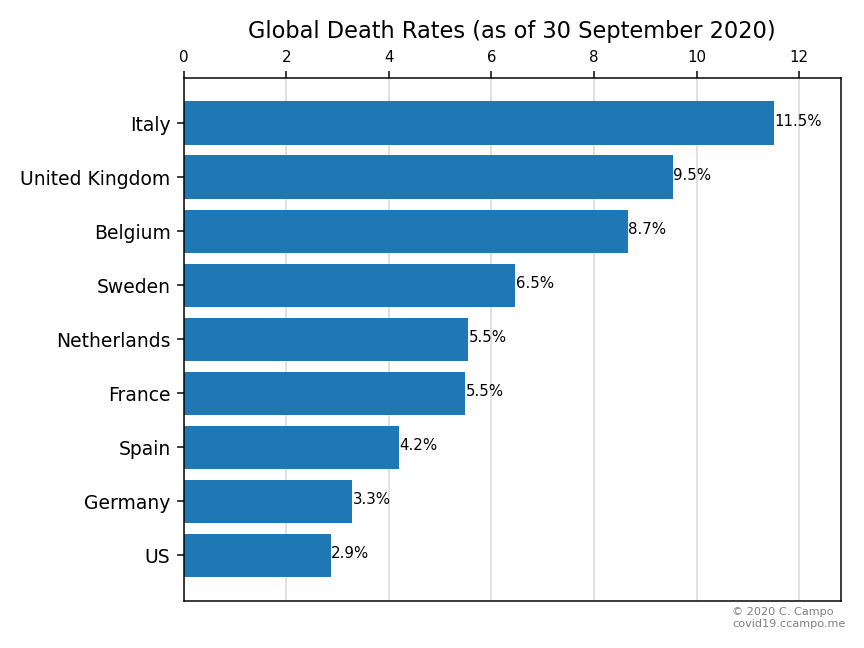 Global Death Rates (as of 30 September 2020)
0 2 4 6 8 10 12
Italy 11.5%
United Kingdom 9.5%
Belgium 8.7%
Sweden 6.5%
Netherlands 5.5%
France 5.5%
Spain 4.2%
Germany 3.3%
US 2.9%
© 2020 C. Campo
covid19.ccampo.me